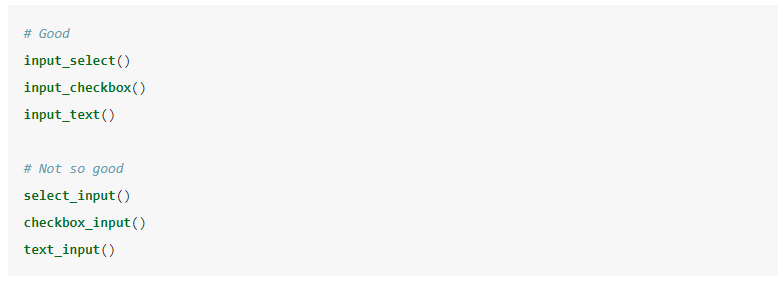 # Good
input_select()
input_checkbox()
input_text()
# Not so good
select_input()
checkbox_input()
text_input()